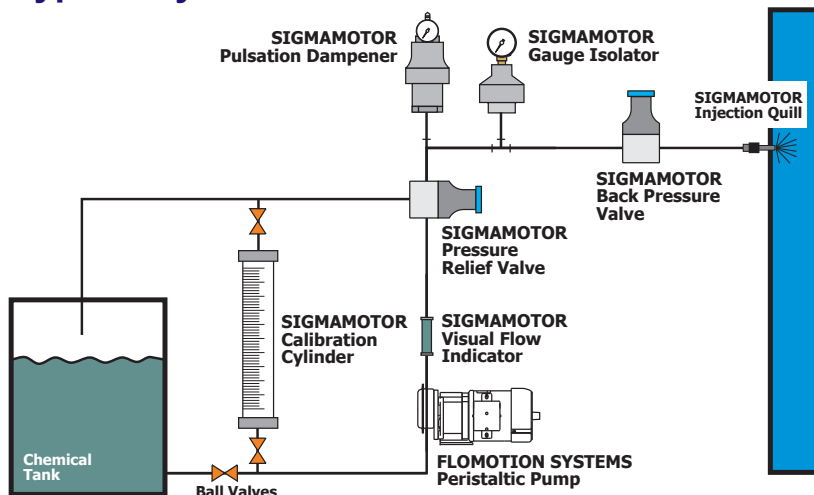 SIGMAMOTOR
Pulsation Dampener
SIGMAMOTOR
Gauge Isolator
SIGMAMOTOR
Injection Quill
SIGMAMOTOR
Back Pressure
Valve
SIGMAMOTOR
Pressure
Relief Valve
SIGMAMOTOR
Calibration
Cylinder
SIGMAMOTOR
Visual Flow
Indicator
Chemical
Tank
FLOMOTION SYSTEMS
Peristaltic Pump
Ball Valves